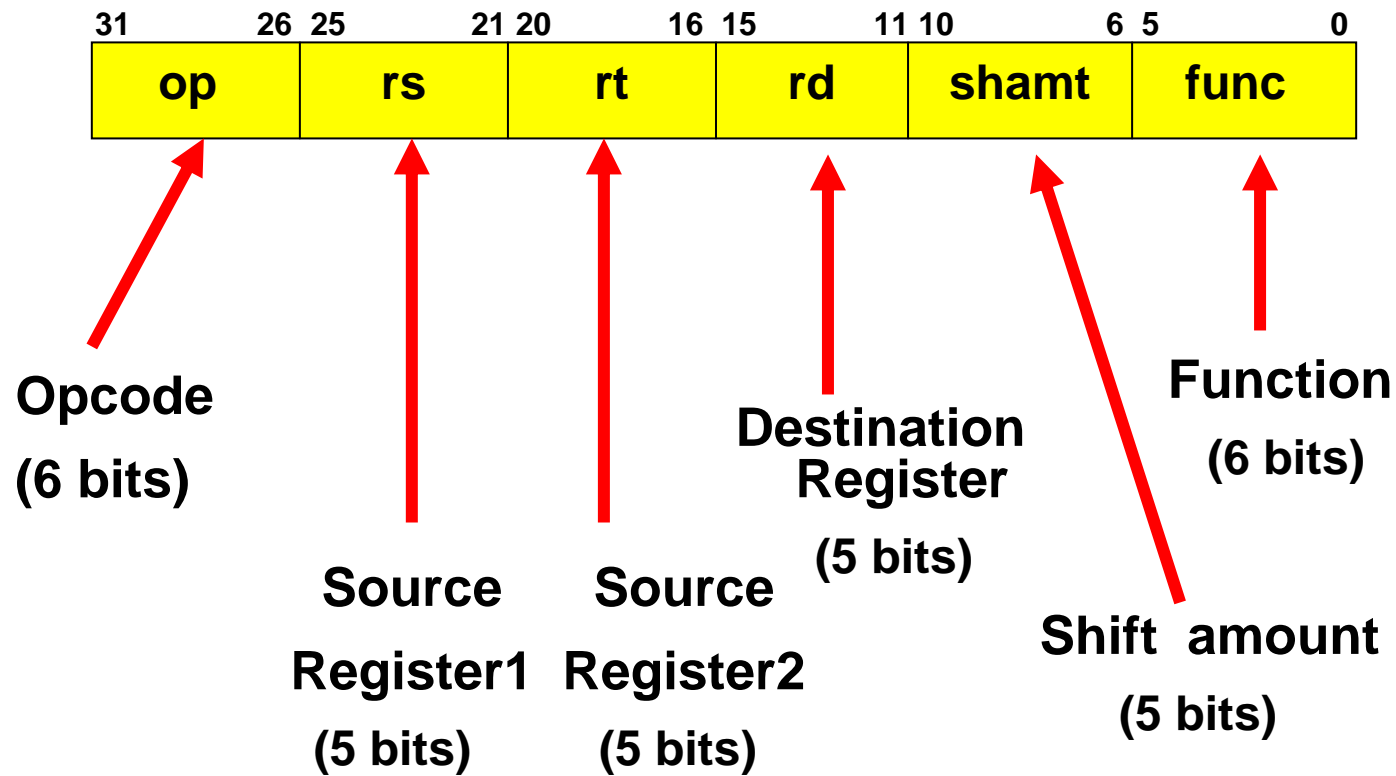 31 26 25 21 20 16 15 11 10 6 5 0
op rs rt rd shamt func
Opcode
(6 bits)
Source
Register1
(5 bits)
Source
Register2
(5 bits)
Destination
Register
(5 bits)
Shift amount
(5 bits)
Function
(6 bits)